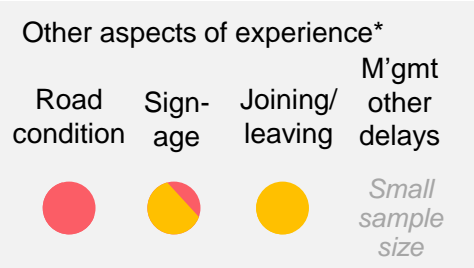 Other aspects of experience*
Road condition
Sign-age
Joining/ leaving
M’gmt other delays
Small sample size